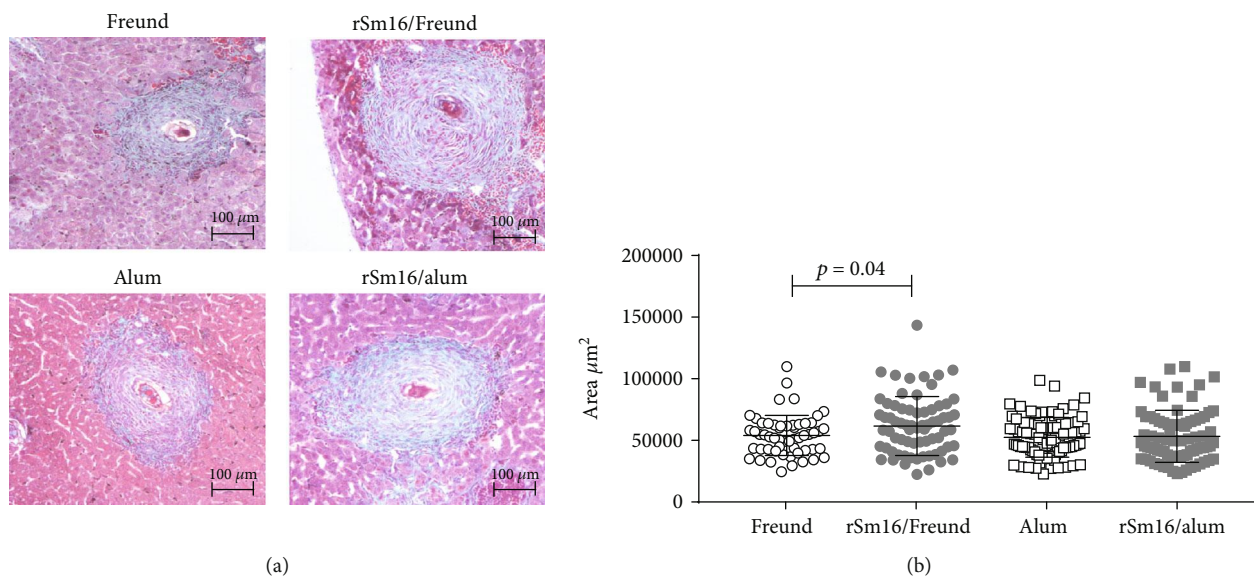 Freund
rSm16/Freund
100 μm
100 μm
Alum
rSm16/alum
100 μm
100 μm
(a)
200000
150000
100000
50000
0
Area μm²
p = 0.04
Freund
rSm16/Freund
Alum
rSm16/alum
(b)